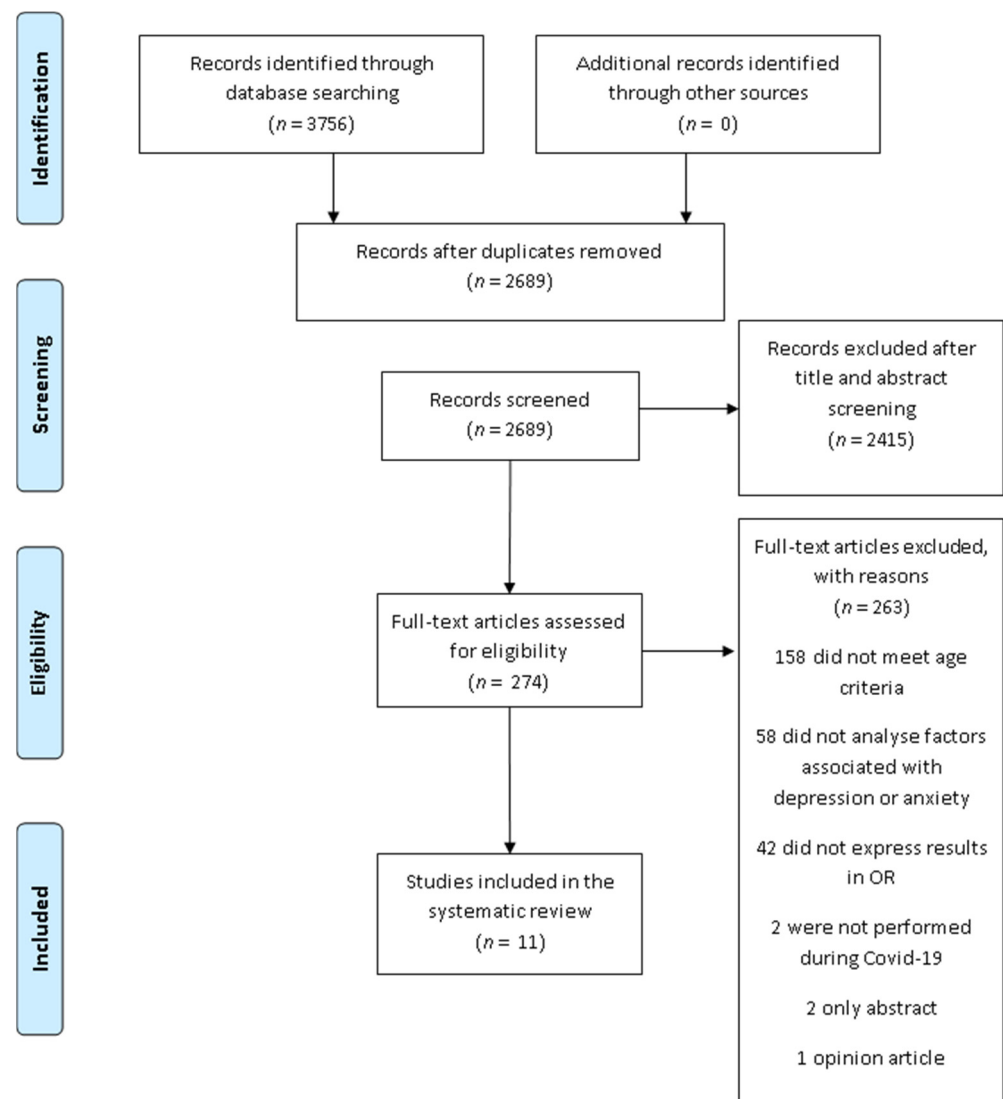 Identification
Records identified through
database searching
(n = 3756)
Additional records identified
through other sources
(n = 0)
Records after duplicates removed
(n = 2689)
Screening
Records screened
(n = 2689)
Records excluded after
title and abstract
screening
(n = 2415)
Eligibility
Full-text articles assessed
for eligibility
(n = 274)
Full-text articles excluded,
with reasons
(n = 263)
158 did not meet age
criteria
58 did not analyse factors
associated with
depression or anxiety
42 did not express results
in OR
2 were not performed
during Covid-19
2 only abstract
1 opinion article
Included
Studies included in the
systematic review
(n = 11)